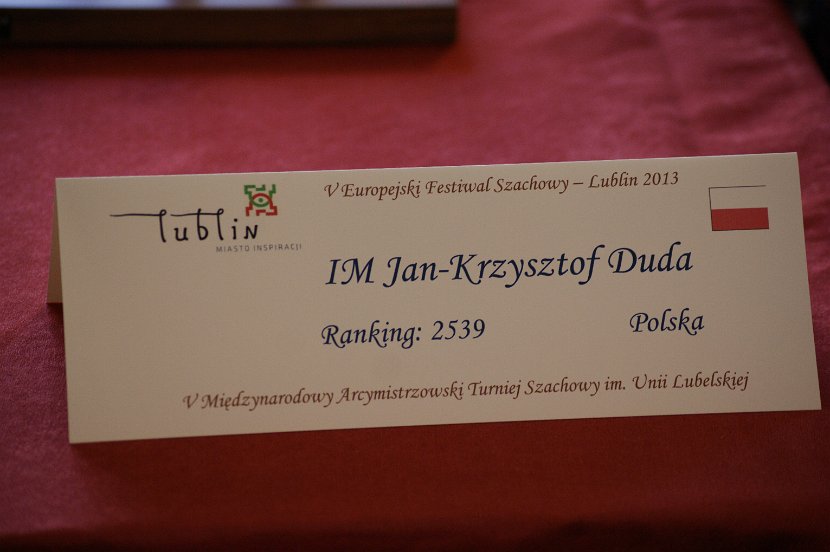 V Europejski Festiwal Szachowy – Lublin 2013
lublin
MIASTO INSPIRACJI
IM Jan-Krzysztof Duda
Ranking: 2539 Polska
V Międzynarodowy Arcymistrzowski Turniej Szachowy im. Unii Lubelskiej